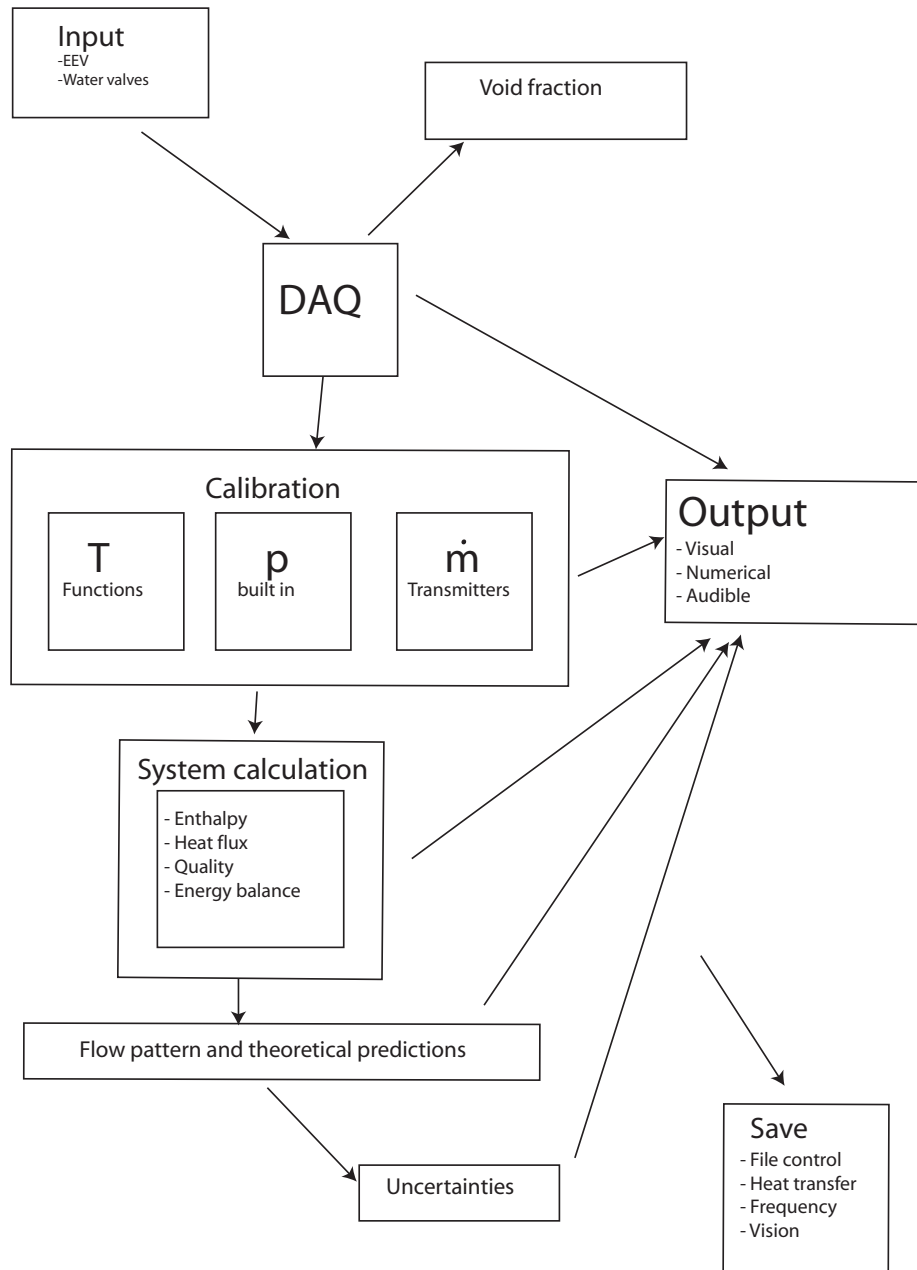 Input
-EEV
-Water valves
Void fraction
DAQ
Calibration
T
Functions
p
built in
ṁ
Transmitters
Output
- Visual
- Numerical
- Audible
System calculation
- Enthalpy
- Heat flux
- Quality
- Energy balance
Flow pattern and theoretical predictions
Uncertainties
Save
- File control
- Heat transfer
- Frequency
- Vision